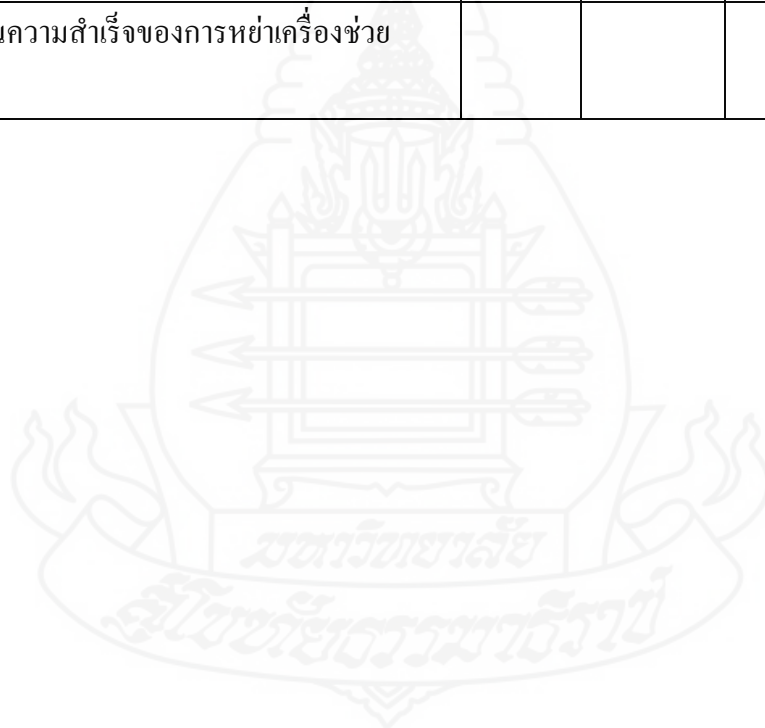 นความสำเร็จของการหย่าเครื่องช่วย
มหาวิทยาลัย
สุโขทัยธรรมาธิราช